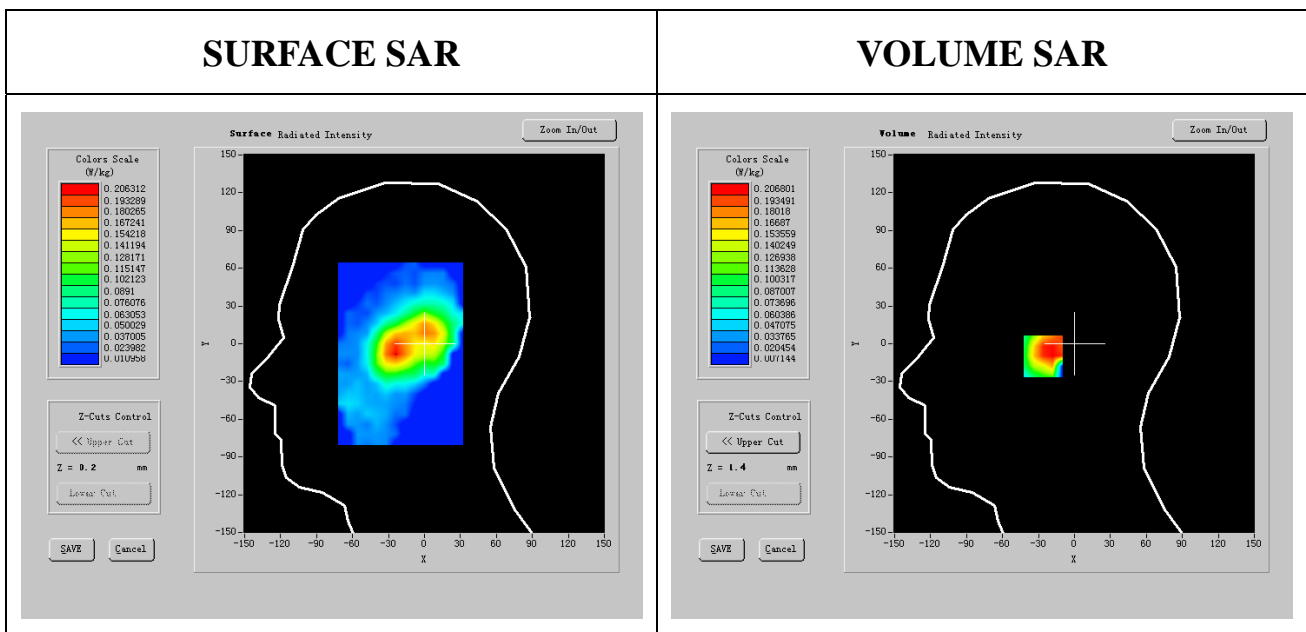 SURFACE SAR
VOLUME SAR
Surface Radiated Intensity
Zoom In/Out
Colors Scale
(W/kg)
0.206312
0.193289
0.180265
0.167241
0.154218
0.141194
0.128171
0.115147
0.102123
0.0891
0.076076
0.063053
0.050029
0.037005
0.023982
0.010958
Z-Cuts Control
<< Upper Cut
Z = 0.2 mm
Lower Cut
SAVE
Cancel
150
120
90
60
30
0
-30
-60
-90
-120
-150
Y
-150 -120 -90 -60 -30 0 30 60 90 120 150
X
Volume Radiated Intensity
Zoom In/Out
Colors Scale
(W/kg)
0.206801
0.193491
0.18018
0.16687
0.153559
0.140249
0.126938
0.113628
0.100317
0.087007
0.073696
0.060386
0.047075
0.033765
0.020454
0.007144
Z-Cuts Control
<< Upper Cut
Z = 1.4 mm
Lower Cut
SAVE
Cancel
150
120
90
60
30
0
-30
-60
-90
-120
-150
Y
-150 -120 -90 -60 -30 0 30 60 90 120 150
X